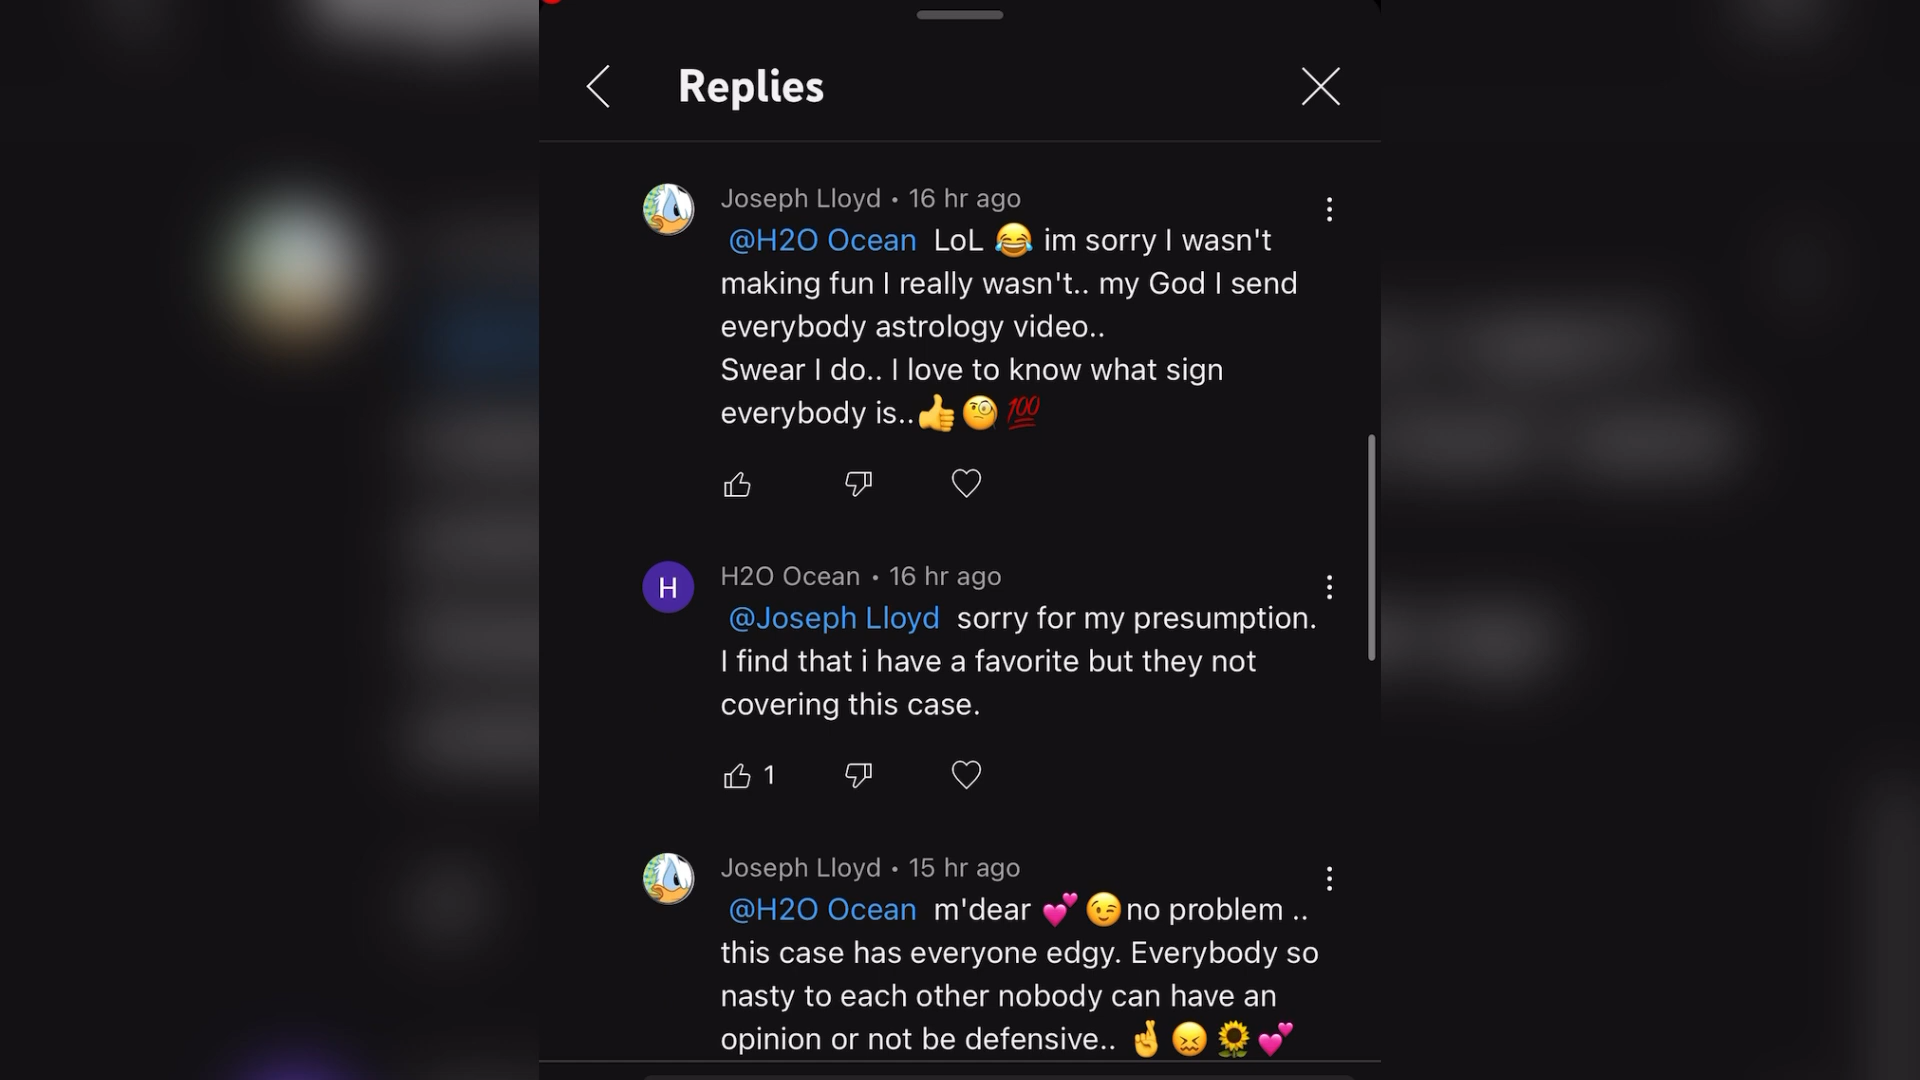 Replies
Joseph Lloyd • 16 hr ago
@H2O Ocean LoL 😂 im sorry I wasn't
making fun I really wasn't.. my God I send
everybody astrology video..
Swear I do.. I love to know what sign
everybody is..👍🧐💯
H
H2O Ocean • 16 hr ago
@Joseph Lloyd sorry for my presumption.
I find that i have a favorite but they not
covering this case.
1
Joseph Lloyd • 15 hr ago
@H2O Ocean m'dear 💕😉no problem ..
this case has everyone edgy. Everybody so
nasty to each other nobody can have an
opinion or not be defensive.. 🤞😖🌻💕